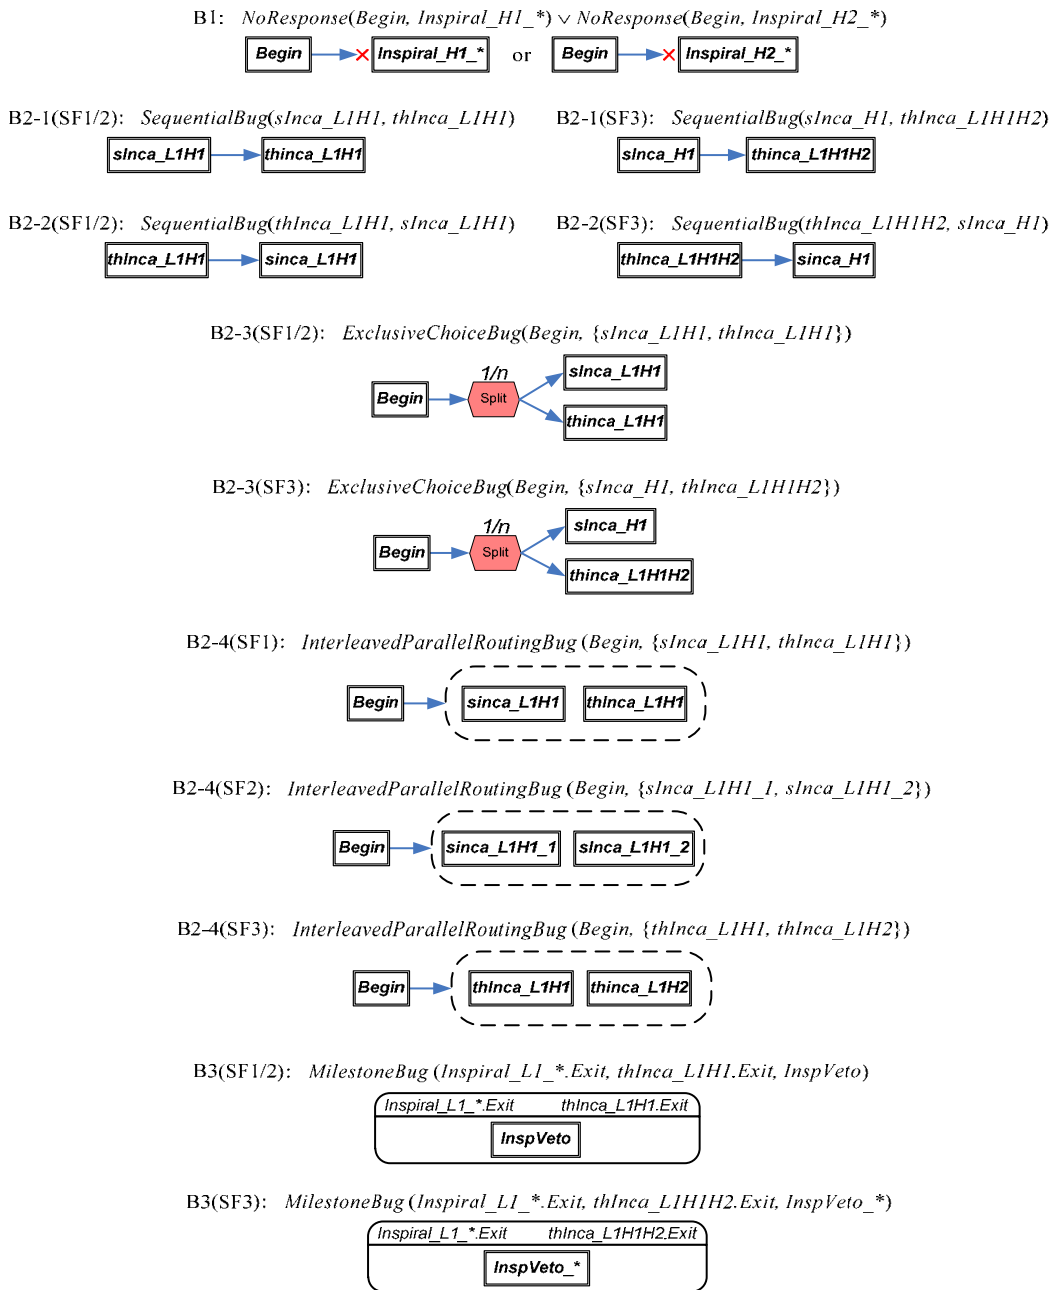 B1: NoResponse(Begin, Inspiral_H1_*) ∨ NoResponse(Begin, Inspiral_H2_*)
Begin Inspiral_H1_* or Begin Inspiral_H2_*
B2-1(SF1/2): SequentialBug(sInca_L1H1, thInca_L1H1) B2-1(SF3): SequentialBug(sInca_H1, thInca_L1H1H2)
sInca_L1H1 thinca_L1H1 sInca_H1 thinca_L1H1H2
B2-2(SF1/2): SequentialBug(thInca_L1H1, sInca_L1H1) B2-2(SF3): SequentialBug(thInca_L1H1H2, sInca_H1)
thInca_L1H1 sinca_L1H1 thInca_L1H1H2 sinca_H1
B2-3(SF1/2): ExclusiveChoiceBug(Begin, {sInca_L1H1, thInca_L1H1})
1/n
sInca_L1H1
Begin Split
thinca_L1H1
B2-3(SF3): ExclusiveChoiceBug(Begin, {sInca_H1, thInca_L1H1H2})
1/n
sInca_H1
Begin Split
thinca_L1H1H2
B2-4(SF1): InterleavedParallelRoutingBug (Begin, {sInca_L1H1, thInca_L1H1})
Begin sinca_L1H1 thInca_L1H1
B2-4(SF2): InterleavedParallelRoutingBug (Begin, {sInca_L1H1_1, sInca_L1H1_2})
Begin sinca_L1H1_1 sInca_L1H1_2
B2-4(SF3): InterleavedParallelRoutingBug (Begin, {thInca_L1H1, thInca_L1H2})
Begin thInca_L1H1 thinca_L1H2
B3(SF1/2): MilestoneBug (Inspiral_L1_*.Exit, thInca_L1H1.Exit, InspVeto)
Inspiral_L1_*.Exit thInca_L1H1.Exit
InspVeto
B3(SF3): MilestoneBug (Inspiral_L1_*.Exit, thInca_L1H1H2.Exit, InspVeto_*)
Inspiral_L1_*.Exit thInca_L1H1H2.Exit
InspVeto_*